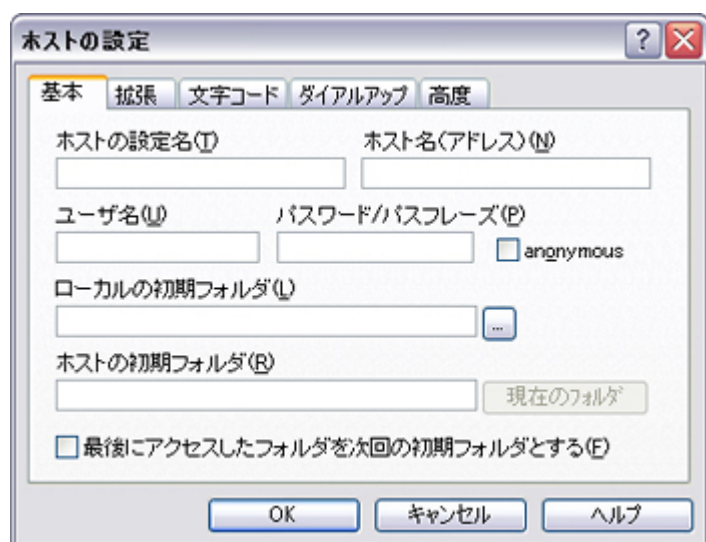 ホストの設定
基本 拡張 文字コード ダイアルアップ 高度
ホストの設定名(T) ホスト名(アドレス)(N)
ユーザ名(U) パスワード/パスフレーズ(P)
anonymous
ローカルの初期フォルダ(L)
...
ホストの初期フォルダ(R)
現在のフォルダ
最後にアクセスしたフォルダを次回の初期フォルダとする(F)
OK キャンセル ヘルプ